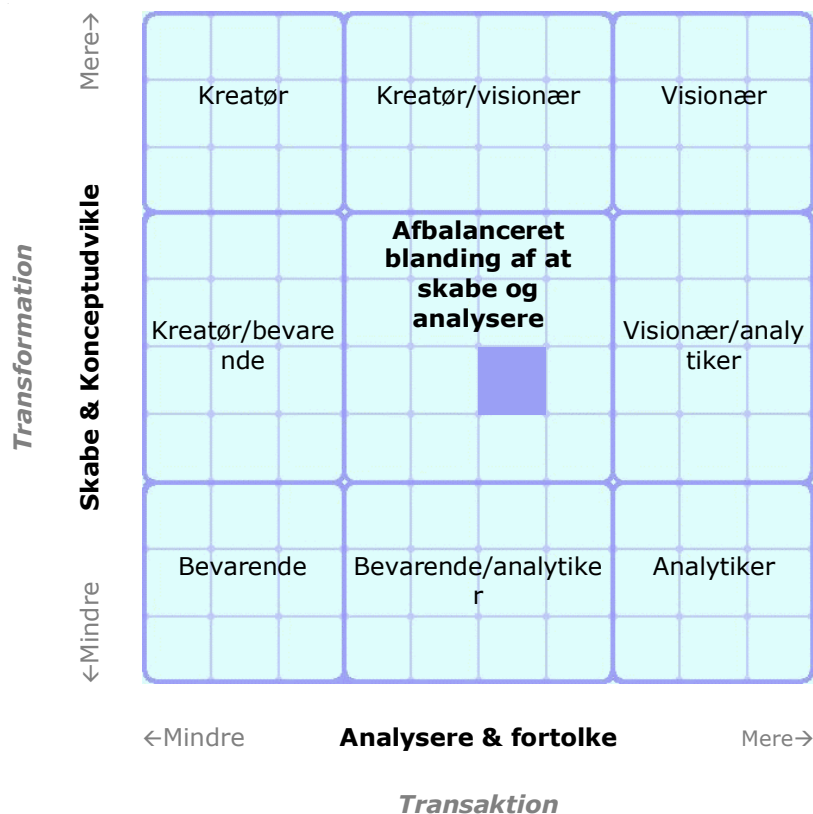 Mere→
Kreatør
Kreatør/visionær
Visionær
Transformation
Skabe & Konceptudvikle
Afbalanceret
blanding af at
skabe og
analysere
Kreatør/bevare
nde
Visionær/analy
tiker
Bevarende
Bevarende/analytike
r
Analytiker
←Mindre
←Mindre
Analysere & fortolke
Mere→
Transaktion